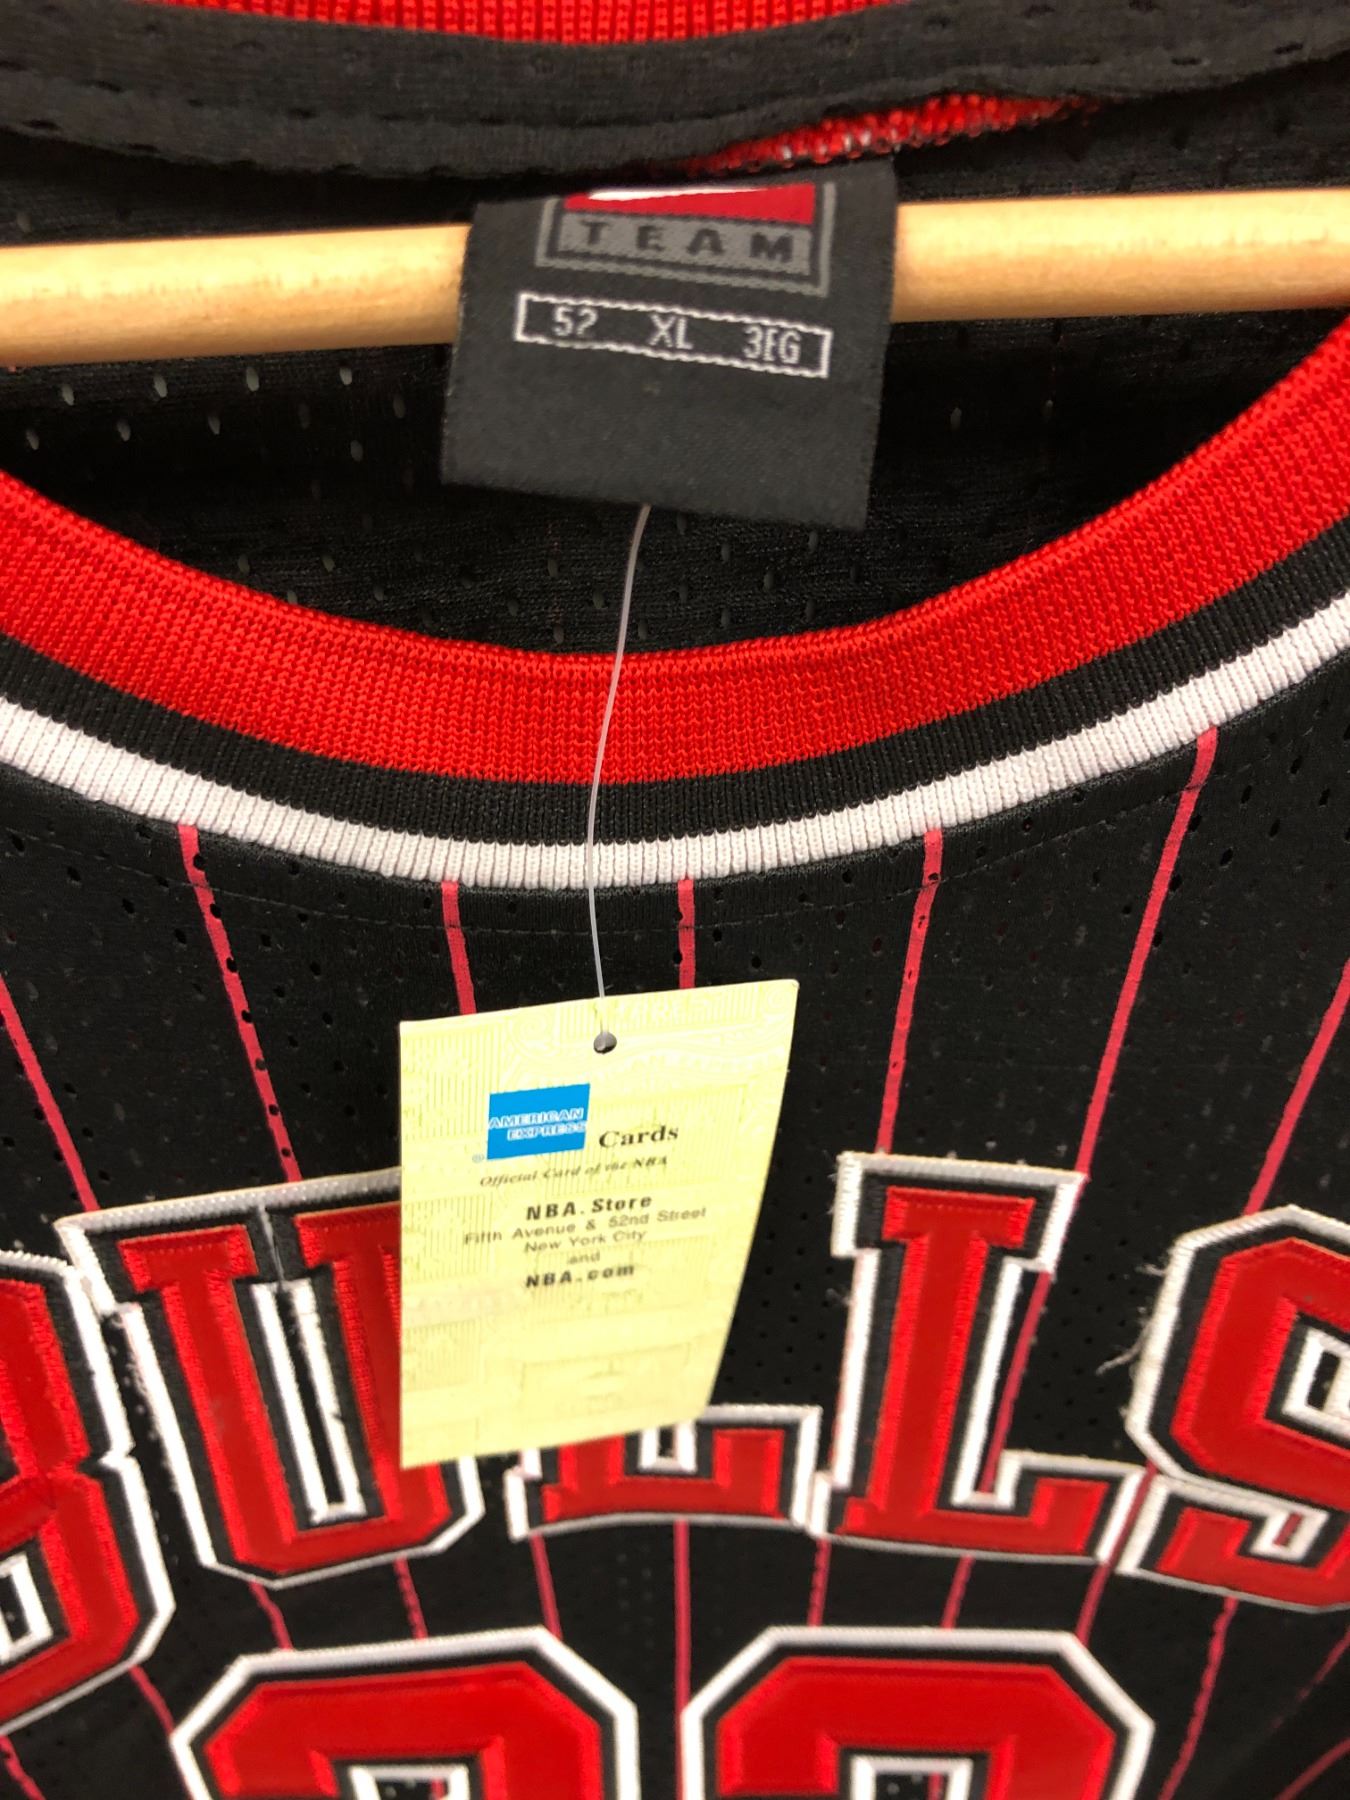 TEAM
52 XL 3EG
AMERICAN
EXPRESS
® Cards
Official Card of the NBA
NBA.Store
Fifth Avenue & 52nd Street
New York City
and
NBA.com
BULLS